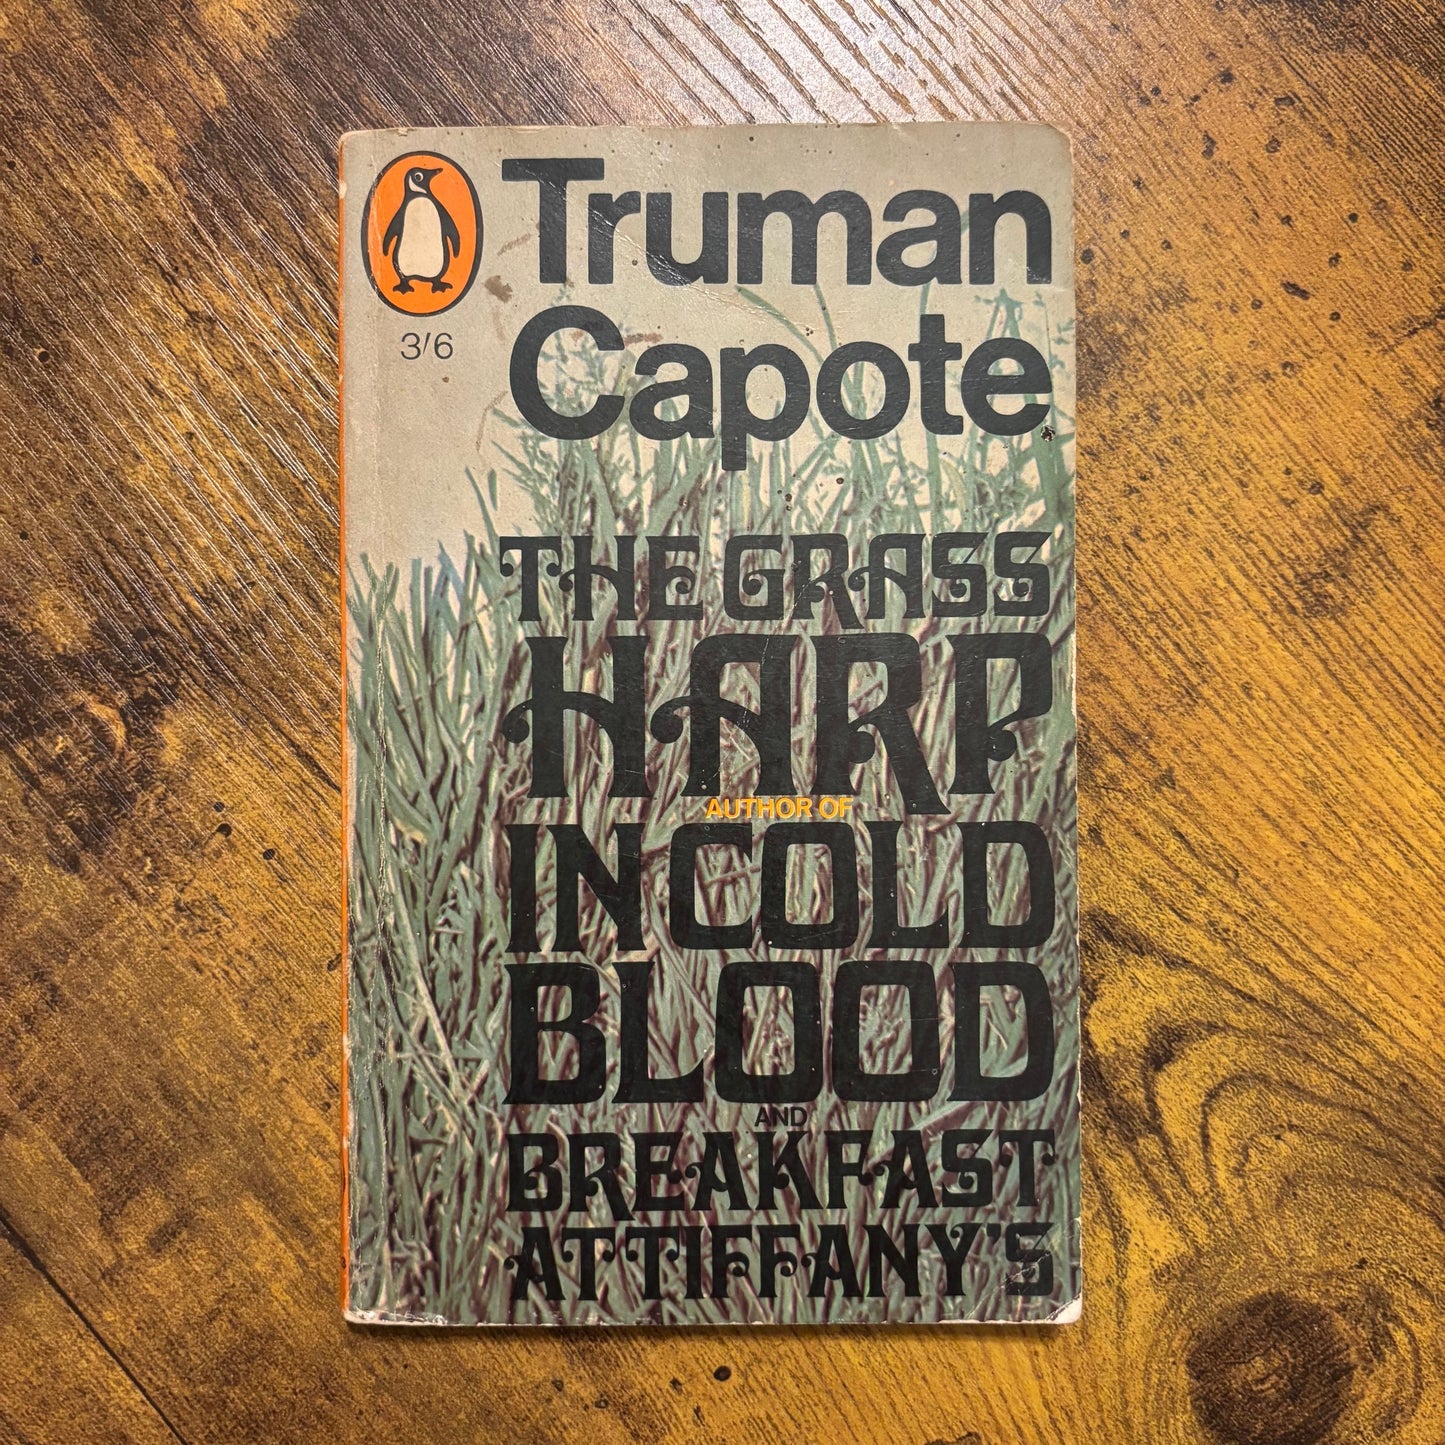 Truman
3/6
Capote
THE GRASS
HARP
AUTHOR OF
IN COLD
BLOOD
AND
BREAKFAST
AT TIFFANY'S